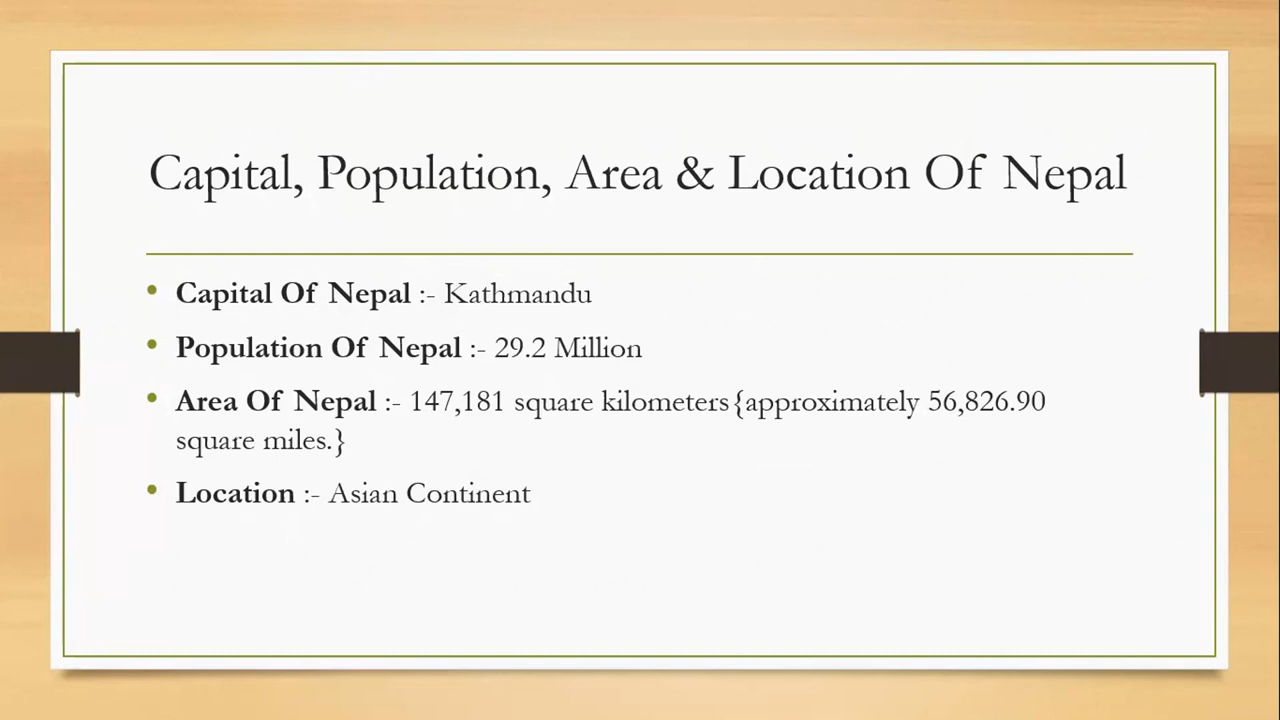 Capital, Population, Area & Location Of Nepal
• Capital Of Nepal :- Kathmandu
• Population Of Nepal :- 29.2 Million
• Area Of Nepal :- 147,181 square kilometers{approximately 56,826.90
square miles.}
• Location :- Asian Continent